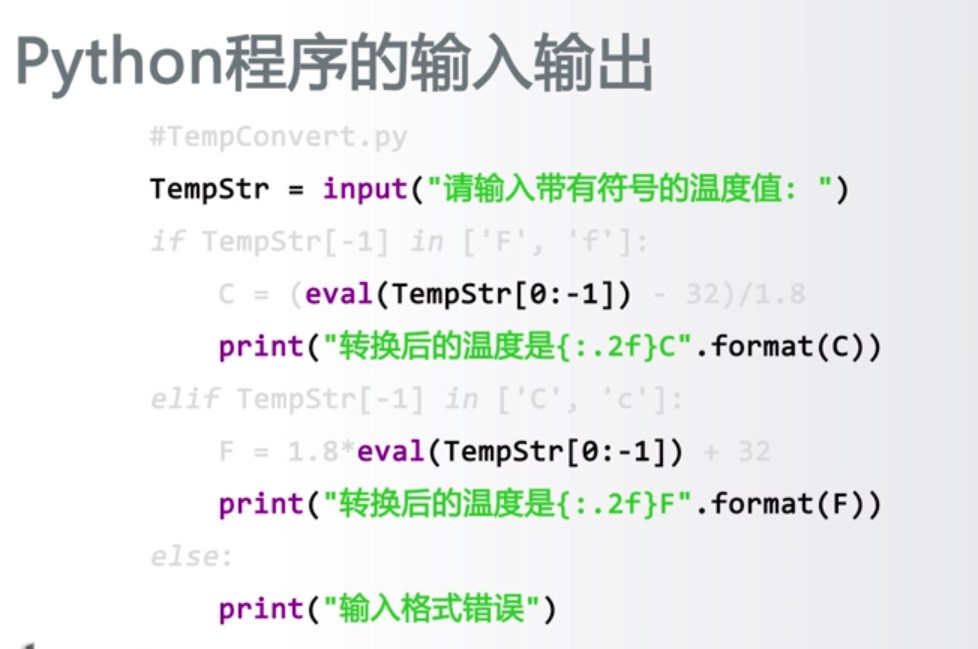 Python程序的输入输出
#TempConvert.py
TempStr = input("请输入带有符号的温度值: ")
if TempStr[-1] in ['F', 'f']:
    C = (eval(TempStr[0:-1]) - 32)/1.8
    print("转换后的温度是{:.2f}C".format(C))
elif TempStr[-1] in ['C', 'c']:
    F = 1.8*eval(TempStr[0:-1]) + 32
    print("转换后的温度是{:.2f}F".format(F))
else:
    print("输入格式错误")